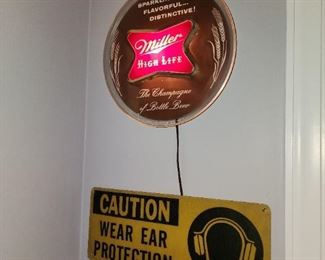 SPARKLING...
FLAVORFUL...
DISTINCTIVE!
Miller
HIGH LIFE
The Champagne
of Bottle Beer
CAUTION
WEAR EAR
PROTECTION